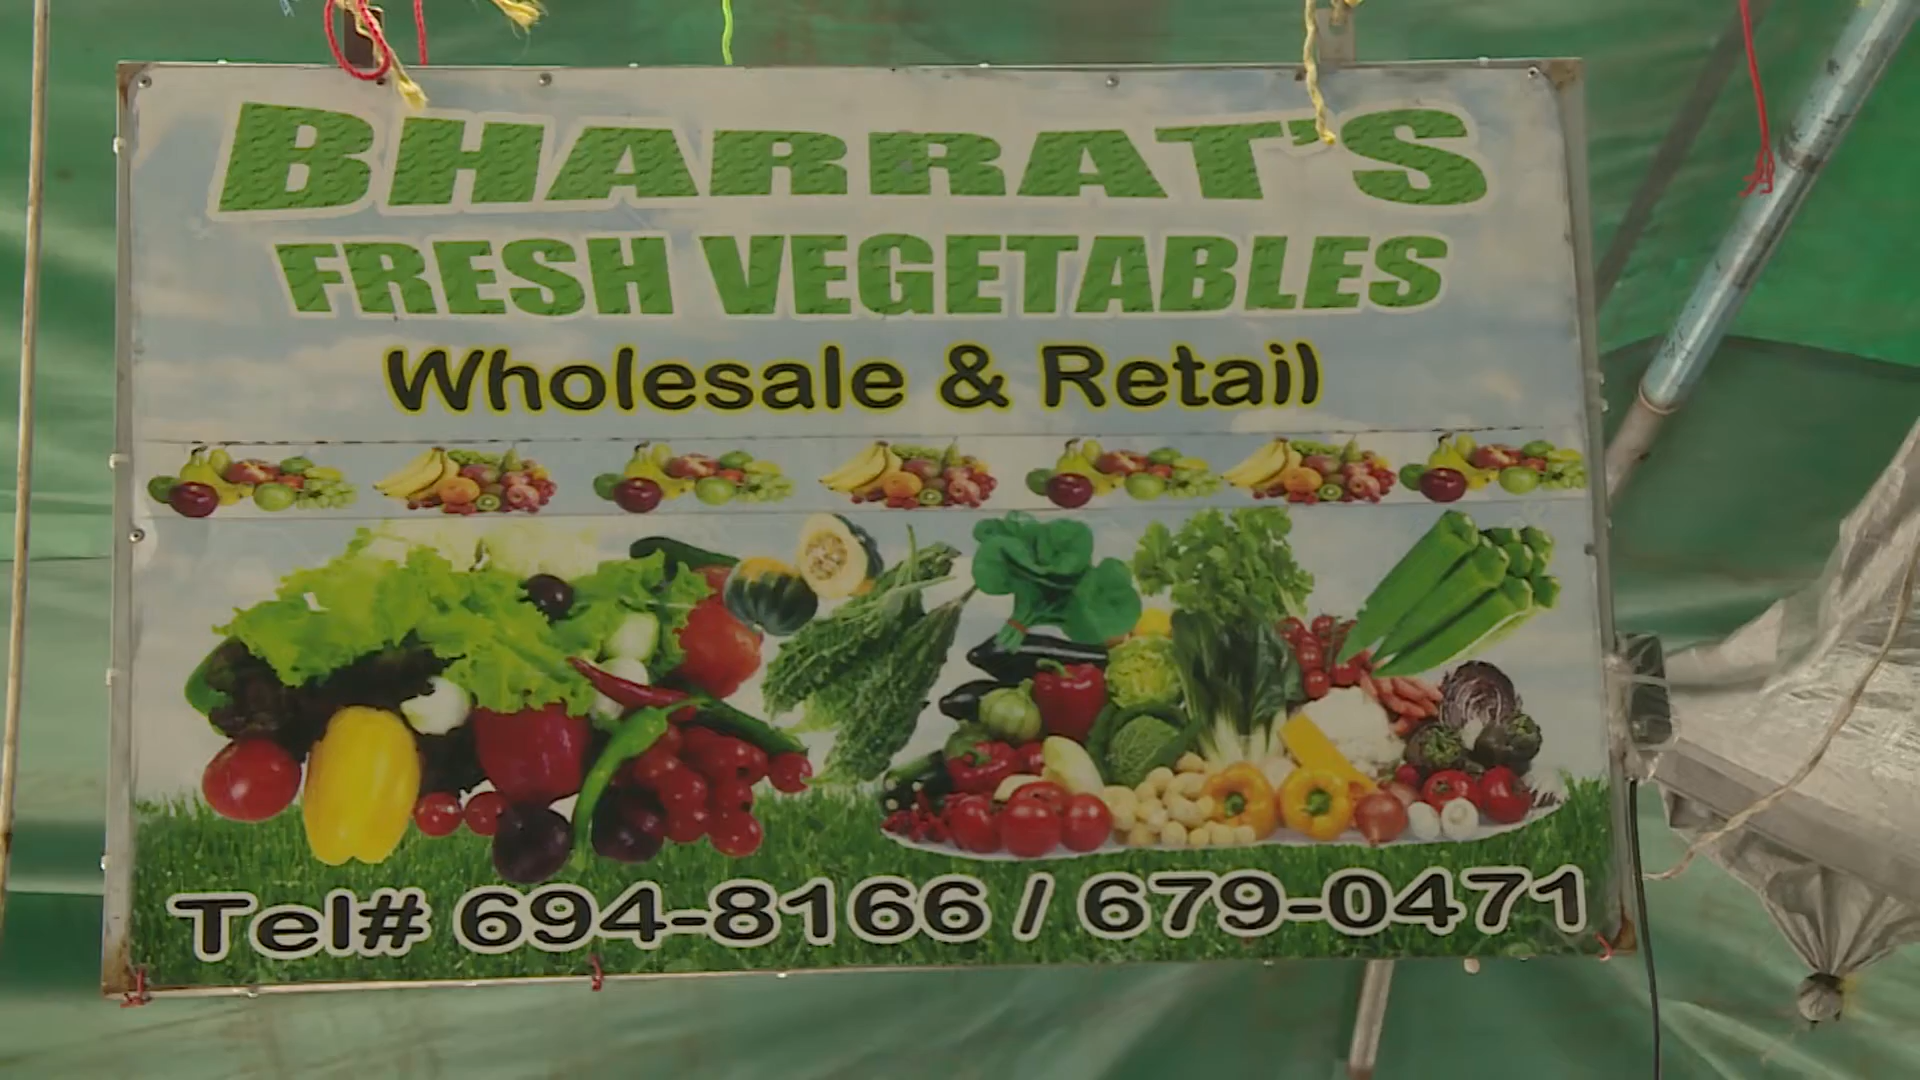 BHARRAT'S
FRESH VEGETABLES
Wholesale & Retail
Tel# 694-8166 / 679-0471